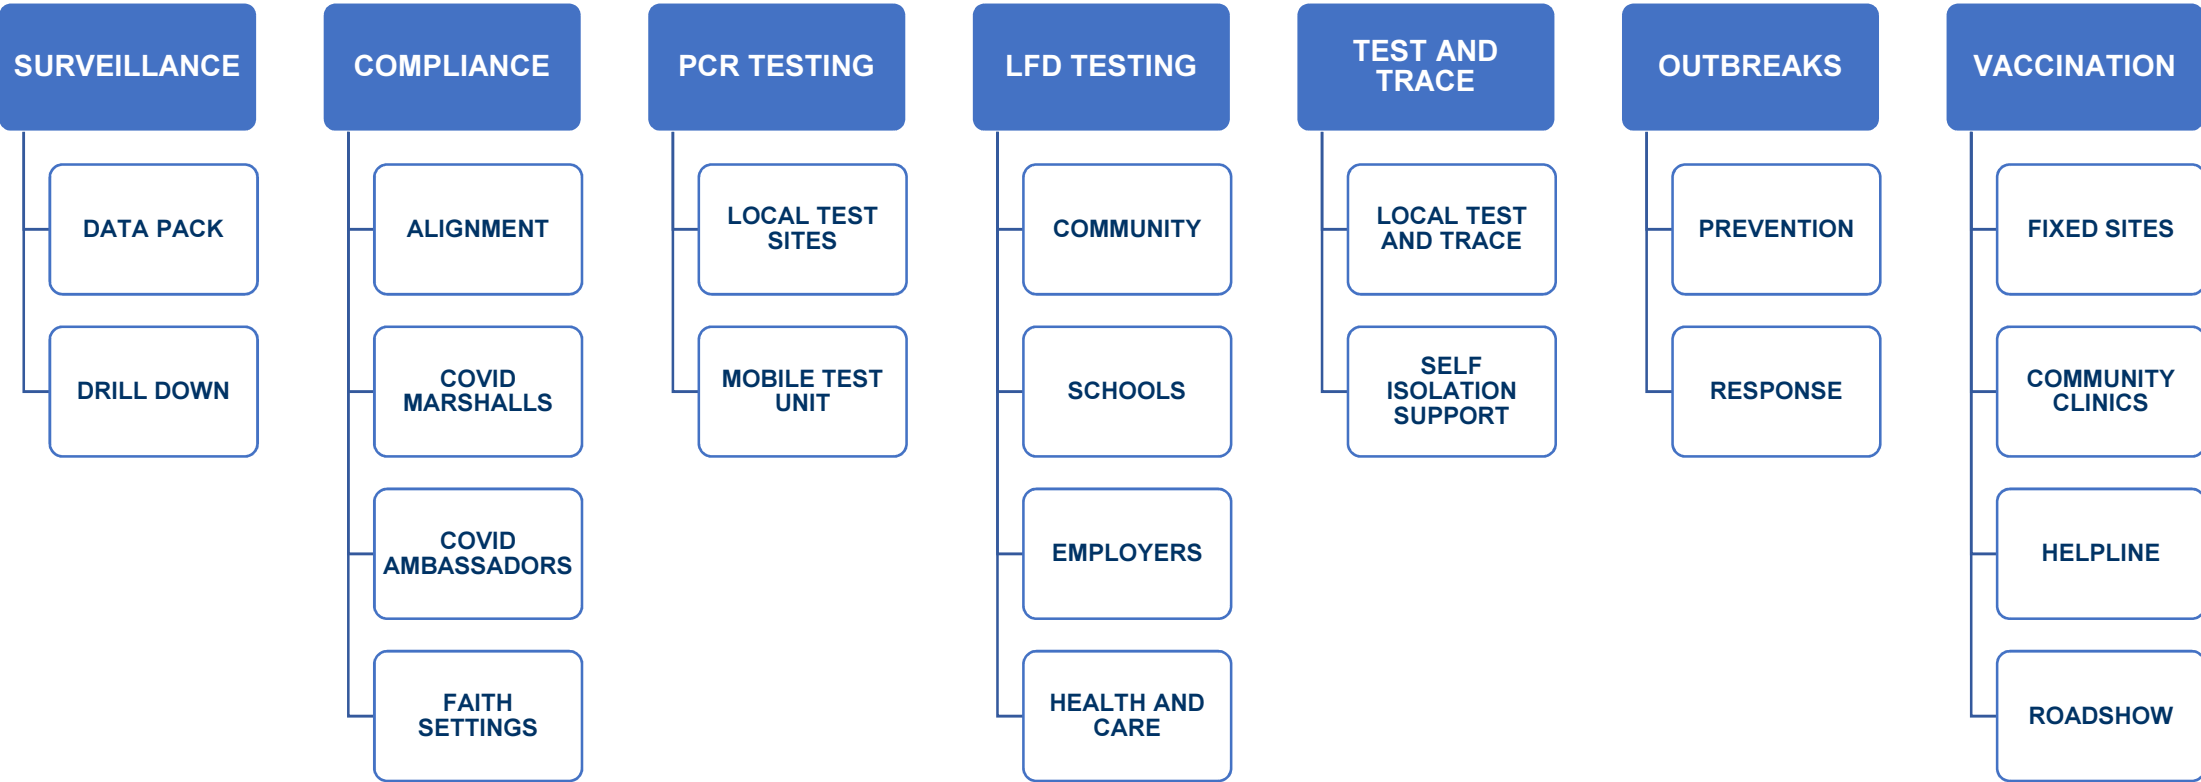 SURVEILLANCE
DATA PACK
DRILL DOWN
COMPLIANCE
ALIGNMENT
COVID
MARSHALLS
COVID
AMBASSADORS
FAITH
SETTINGS
PCR TESTING
LOCAL TEST
SITES
MOBILE TEST
UNIT
LFD TESTING
COMMUNITY
SCHOOLS
EMPLOYERS
HEALTH AND
CARE
TEST AND
TRACE
LOCAL TEST
AND TRACE
SELF
ISOLATION
SUPPORT
OUTBREAKS
PREVENTION
RESPONSE
VACCINATION
FIXED SITES
COMMUNITY
CLINICS
HELPLINE
ROADSHOW